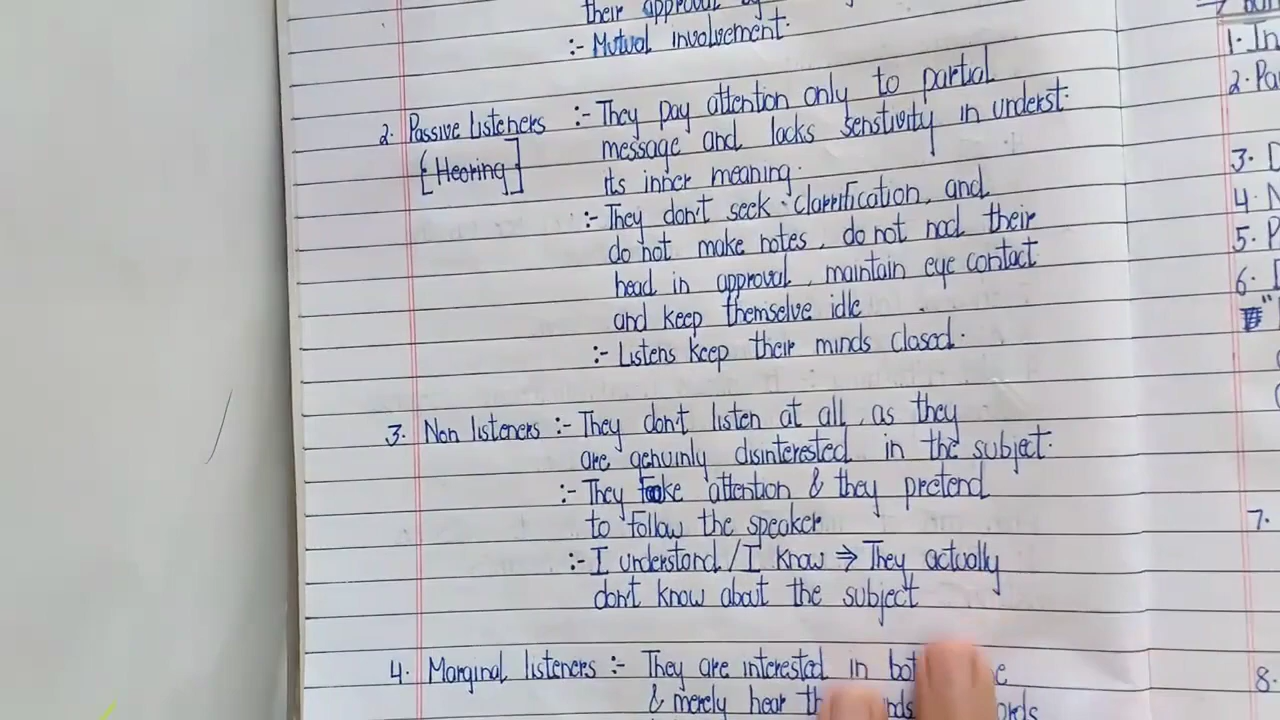 their approval
:- Mutual involvement.
2. Passive listeners :- They pay attention only to partial
[Hearing] message and lacks senstivity in underst.
its inner meaning.
:- They don't seek clarrification, and
do not make notes, do not nod their
head in approval, maintain eye contact
and keep themselve idle
:- Listens keep their minds closed.
3. Non listeners :- They don't listen at all, as they
are genuinly disinterested in the subject.
:- They fake attention & they pretend
to follow the speaker
:- I understand / I know ⇒ They actually
don't know about the subject
4. Marginal listeners :- They are interested in
& merely hear
1. In
2. Pa
3. D
4. N
5. P
6.
7.
8.